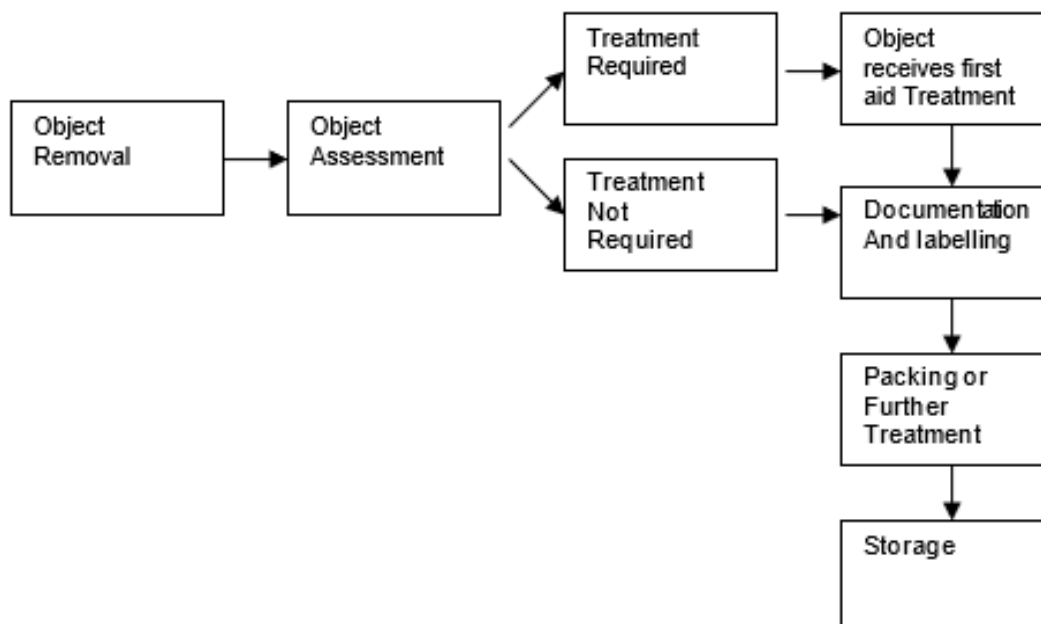 Object
Removal
Object
Assessment
Treatment
Required
Object
receives first
aid Treatment
Treatment
Not
Required
Documentation
And labelling
Packing or
Further
Treatment
Storage